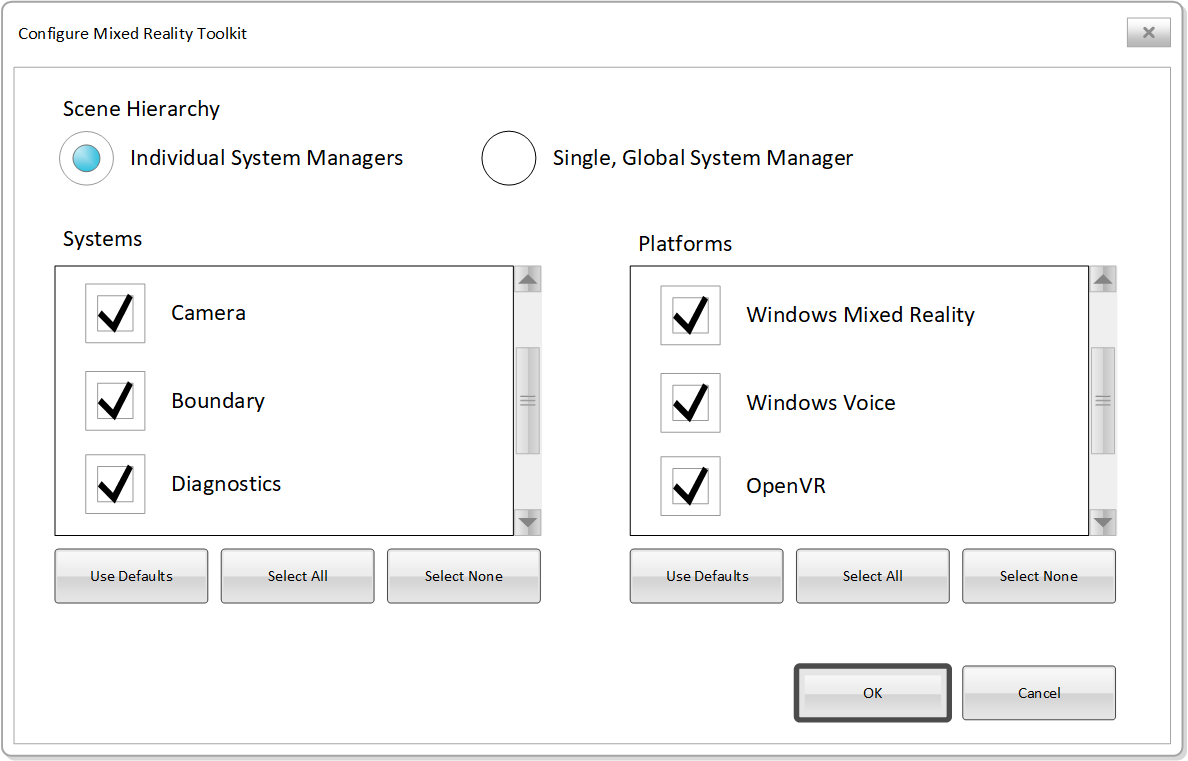 Configure Mixed Reality Toolkit
Scene Hierarchy
Individual System Managers
Single, Global System Manager
Systems
Camera
Boundary
Diagnostics
Use Defaults
Select All
Select None
Platforms
Windows Mixed Reality
Windows Voice
OpenVR
Use Defaults
Select All
Select None
OK
Cancel